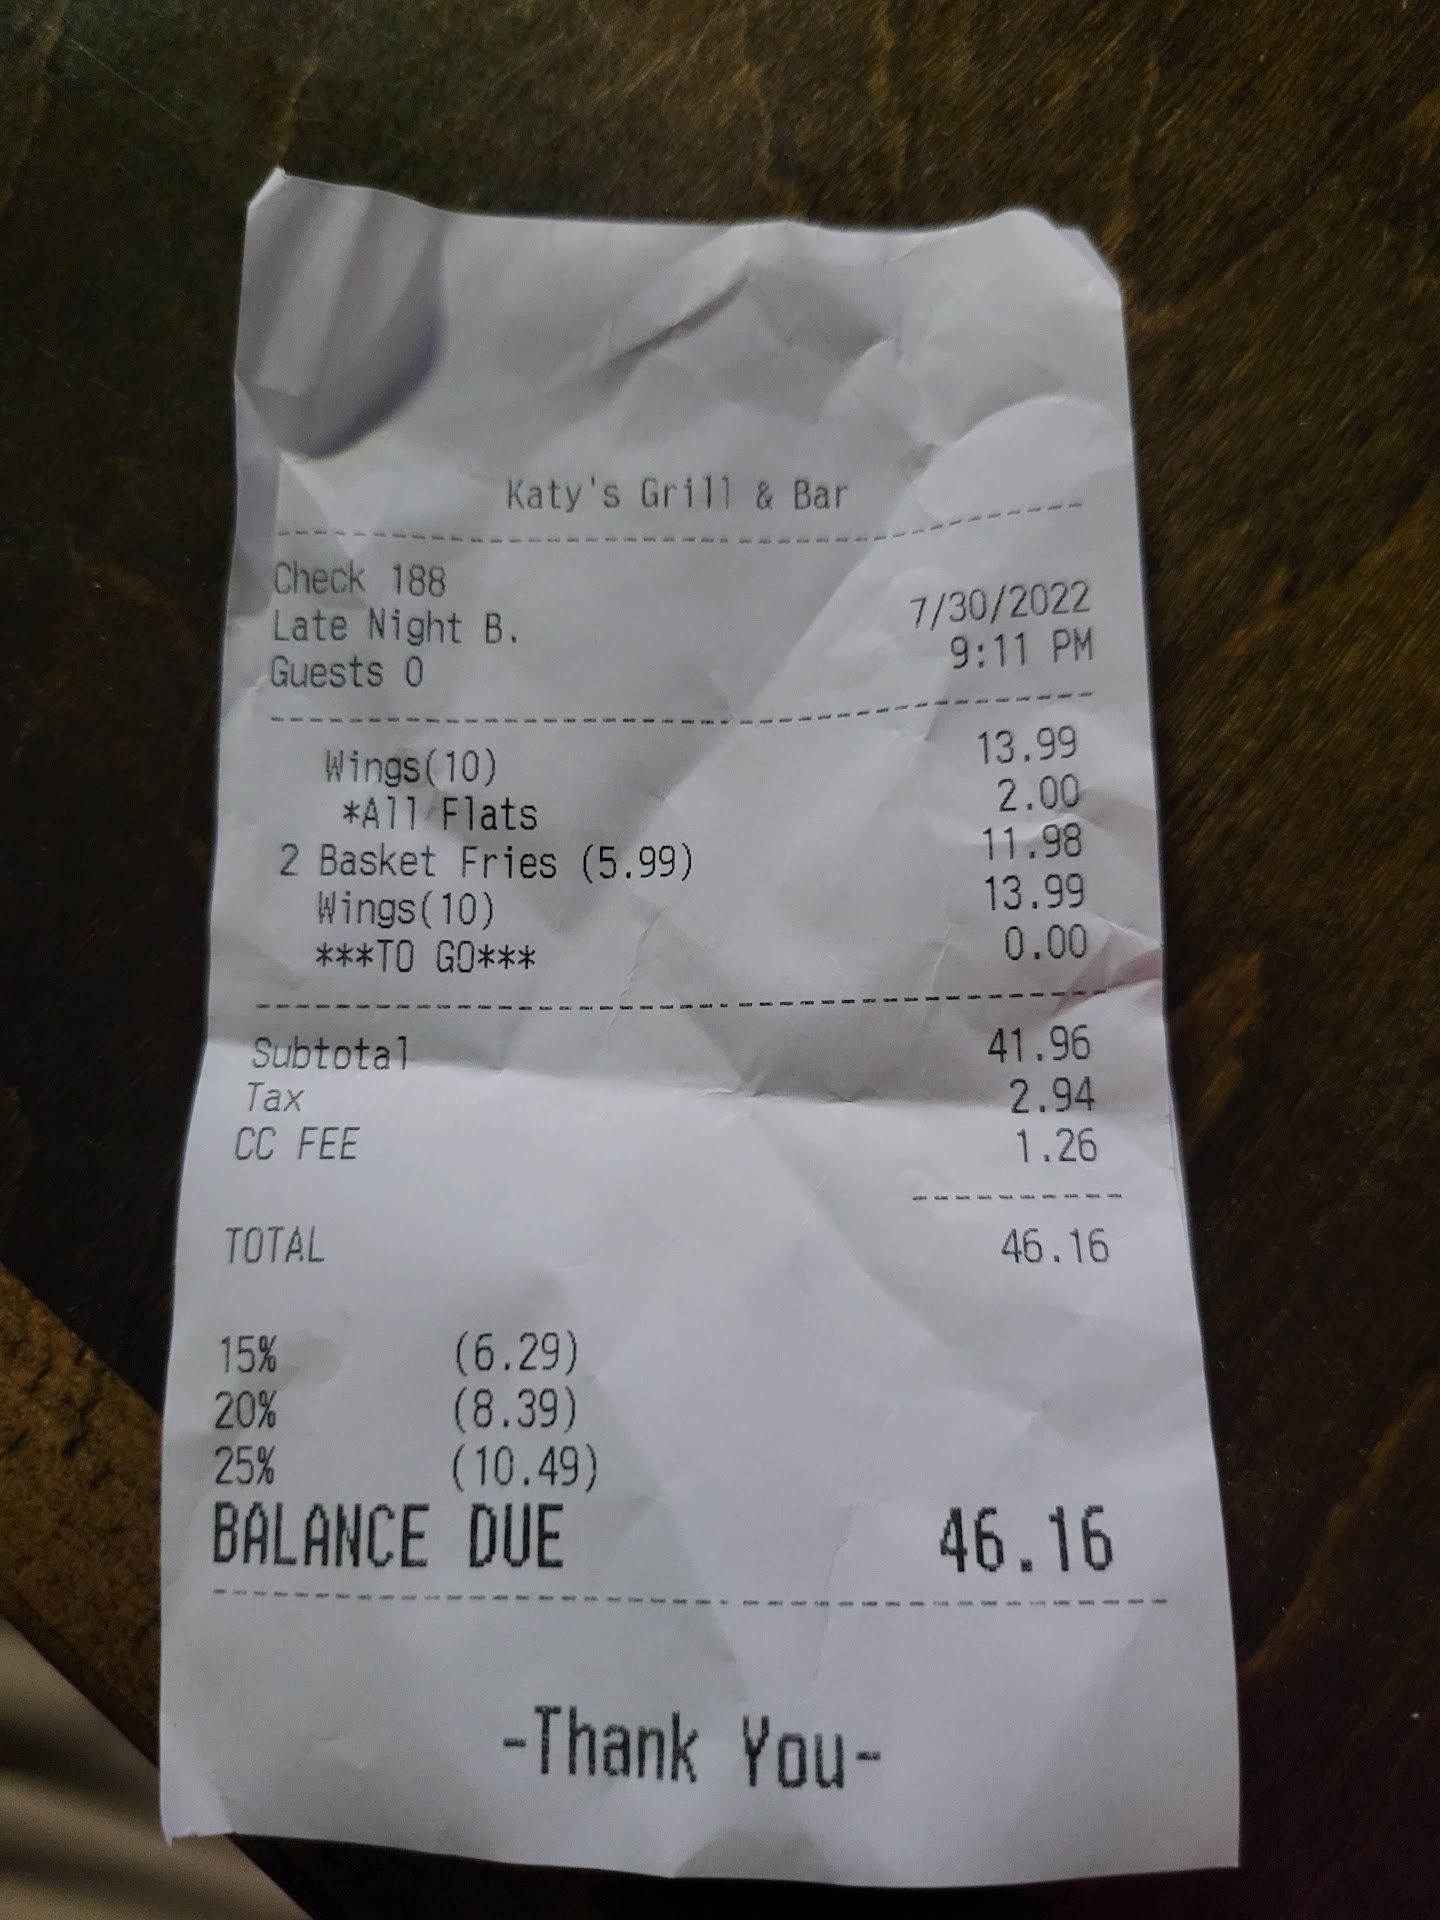 Katy's Grill & Bar
Check 188
7/30/2022
Late Night B.
9:11 PM
Guests 0
Wings(10) 13.99
*All Flats 2.00
2 Basket Fries (5.99) 11.98
Wings(10) 13.99
***TO GO*** 0.00
Subtotal 41.96
Tax 2.94
CC FEE 1.26
TOTAL 46.16
15% (6.29)
20% (8.39)
25% (10.49)
BALANCE DUE 46.16
-Thank You-